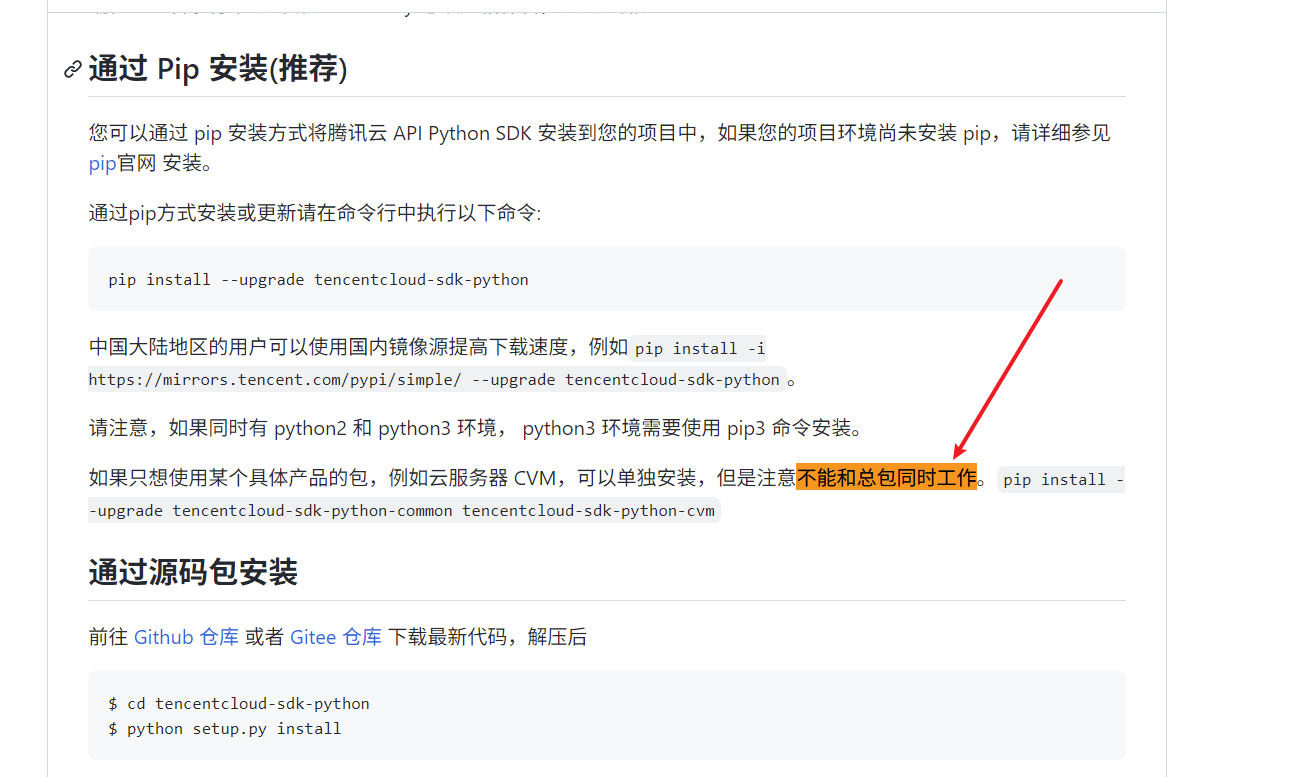 通过 Pip 安装(推荐)
您可以通过 pip 安装方式将腾讯云 API Python SDK 安装到您的项目中，如果您的项目环境尚未安装 pip，请详细参见
pip官网 安装。
通过pip方式安装或更新请在命令行中执行以下命令:
pip install --upgrade tencentcloud-sdk-python
中国大陆地区的用户可以使用国内镜像源提高下载速度，例如 pip install -i
https://mirrors.tencent.com/pypi/simple/ --upgrade tencentcloud-sdk-python 。
请注意，如果同时有 python2 和 python3 环境， python3 环境需要使用 pip3 命令安装。
如果只想使用某个具体产品的包，例如云服务器 CVM，可以单独安装，但是注意不能和总包同时工作。 pip install -
-upgrade tencentcloud-sdk-python-common tencentcloud-sdk-python-cvm
通过源码包安装
前往 Github 仓库 或者 Gitee 仓库 下载最新代码，解压后
$ cd tencentcloud-sdk-python
$ python setup.py install